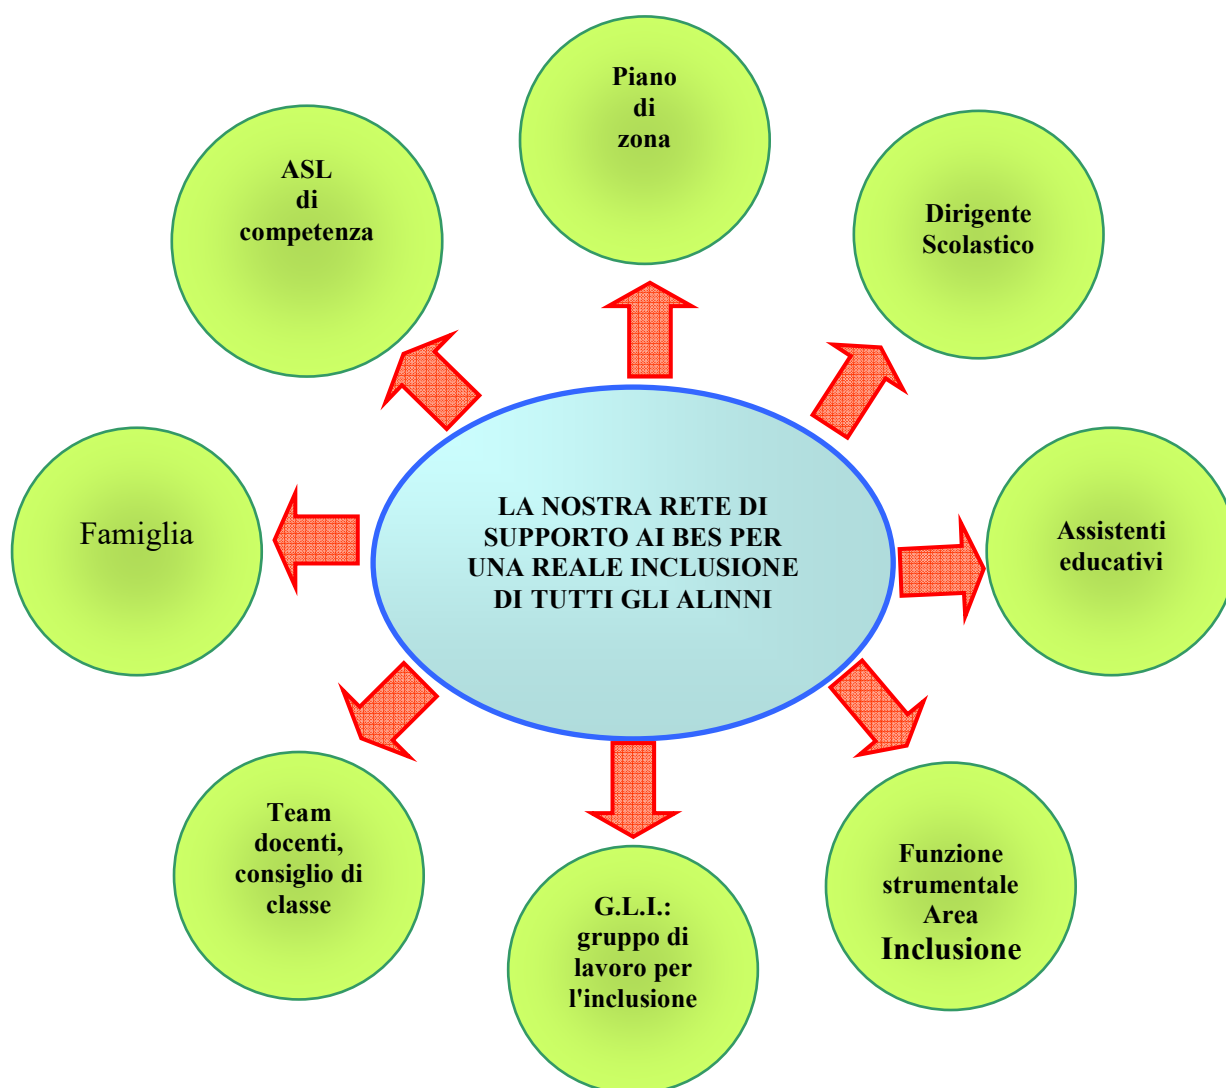 Piano
di
zona
ASL
di
competenza
Dirigente
Scolastico
Famiglia
LA NOSTRA RETE DI
SUPPORTO AI BES PER
UNA REALE INCLUSIONE
DI TUTTI GLI ALINNI
Assistenti
educativi
Team
docenti,
consiglio di
classe
G.L.I.:
gruppo di
lavoro per
l'inclusione
Funzione
strumentale
Area
Inclusione